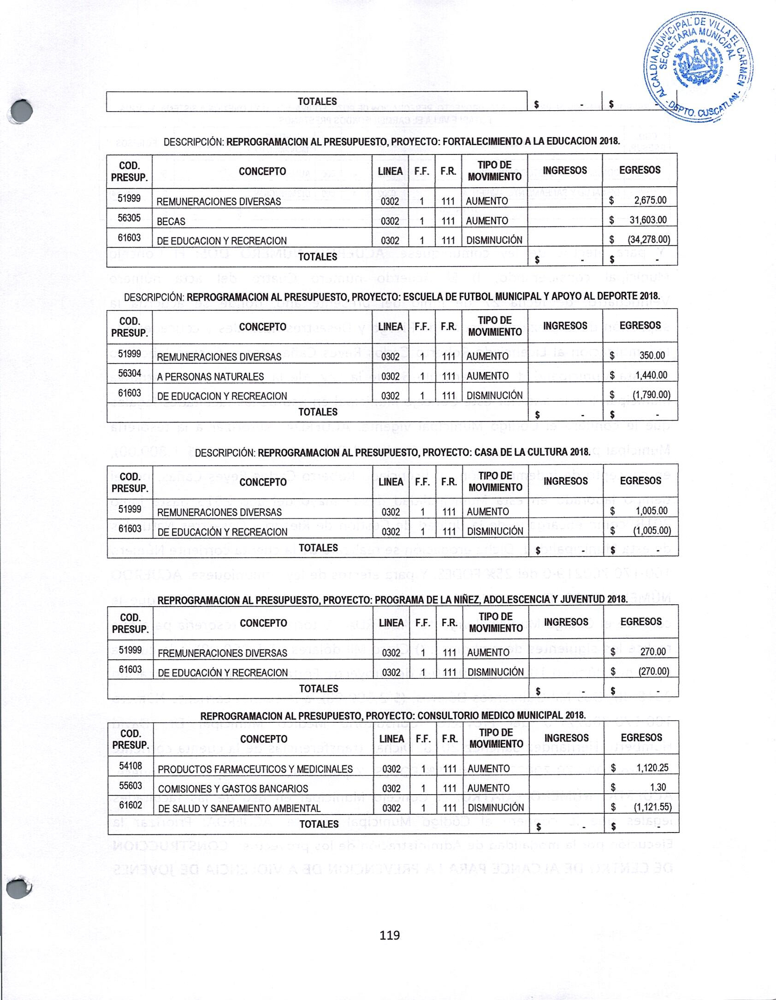 ALCALDIA MUNICIPAL DE VILLA EL CARMEN
SECRETARIA MUNICIPAL
REPUBLICA DE EL SALVADOR EN LA AMERICA CENTRAL
- DEPTO. CUSCATLAN -
TOTALES $ - $ -
DESCRIPCIÓN: REPROGRAMACION AL PRESUPUESTO, PROYECTO: FORTALECIMIENTO A LA EDUCACION 2018.
COD. PRESUP. CONCEPTO LINEA F.F. F.R. TIPO DE MOVIMIENTO INGRESOS EGRESOS
51999 REMUNERACIONES DIVERSAS 0302 1 111 AUMENTO $ 2,675.00
56305 BECAS 0302 1 111 AUMENTO $ 31,603.00
61603 DE EDUCACION Y RECREACION 0302 1 111 DISMINUCIÓN $ (34,278.00)
TOTALES $ - $ -
DESCRIPCIÓN: REPROGRAMACION AL PRESUPUESTO, PROYECTO: ESCUELA DE FUTBOL MUNICIPAL Y APOYO AL DEPORTE 2018.
COD. PRESUP. CONCEPTO LINEA F.F. F.R. TIPO DE MOVIMIENTO INGRESOS EGRESOS
51999 REMUNERACIONES DIVERSAS 0302 1 111 AUMENTO $ 350.00
56304 A PERSONAS NATURALES 0302 1 111 AUMENTO $ 1,440.00
61603 DE EDUCACION Y RECREACION 0302 1 111 DISMINUCIÓN $ (1,790.00)
TOTALES $ - $ -
DESCRIPCIÓN: REPROGRAMACION AL PRESUPUESTO, PROYECTO: CASA DE LA CULTURA 2018.
COD. PRESUP. CONCEPTO LINEA F.F. F.R. TIPO DE MOVIMIENTO INGRESOS EGRESOS
51999 REMUNERACIONES DIVERSAS 0302 1 111 AUMENTO $ 1,005.00
61603 DE EDUCACIÓN Y RECREACION 0302 1 111 DISMINUCIÓN $ (1,005.00)
TOTALES $ - $ -
REPROGRAMACION AL PRESUPUESTO, PROYECTO: PROGRAMA DE LA NIÑEZ, ADOLESCENCIA Y JUVENTUD 2018.
COD. PRESUP. CONCEPTO LINEA F.F. F.R. TIPO DE MOVIMIENTO INGRESOS EGRESOS
51999 FREMUNERACIONES DIVERSAS 0302 1 111 AUMENTO $ 270.00
61603 DE EDUCACIÓN Y RECREACION 0302 1 111 DISMINUCIÓN $ (270.00)
TOTALES $ - $ -
REPROGRAMACION AL PRESUPUESTO, PROYECTO: CONSULTORIO MEDICO MUNICIPAL 2018.
COD. PRESUP. CONCEPTO LINEA F.F. F.R. TIPO DE MOVIMIENTO INGRESOS EGRESOS
54108 PRODUCTOS FARMACEUTICOS Y MEDICINALES 0302 1 111 AUMENTO $ 1,120.25
55603 COMISIONES Y GASTOS BANCARIOS 0302 1 111 AUMENTO $ 1.30
61602 DE SALUD Y SANEAMIENTO AMBIENTAL 0302 1 111 DISMINUCIÓN $ (1,121.55)
TOTALES $ - $ -
119